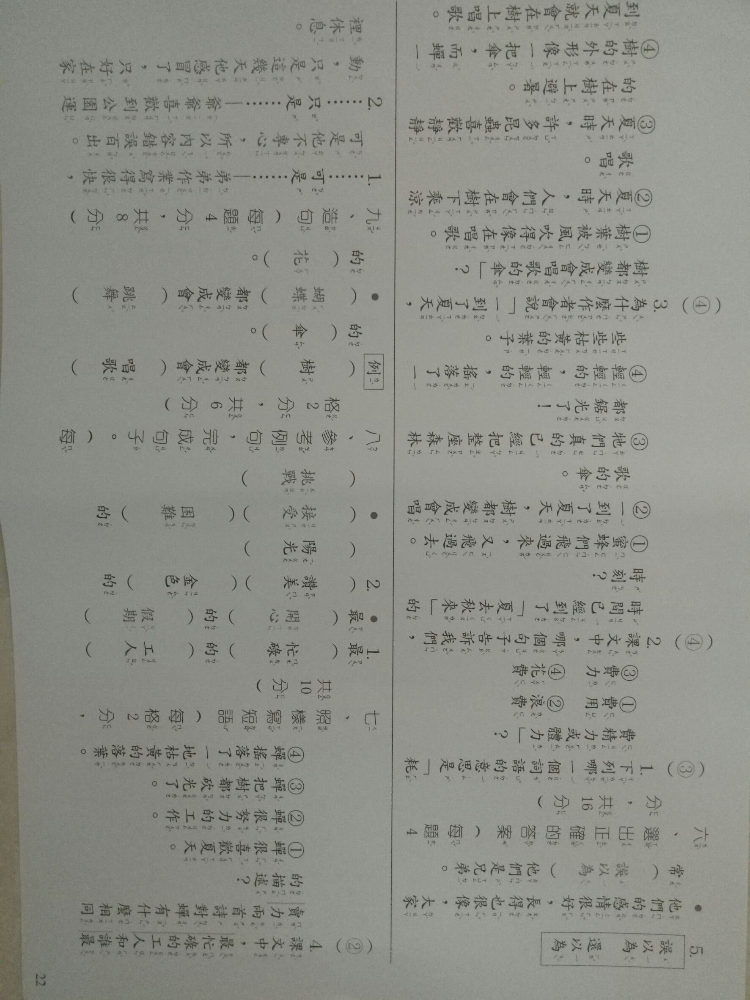 5. 誤以為 還以為
●他們的感情很好,長得也很像,大家
常( 誤以為 )他們是兄弟。
六、選出正確的答案(每題4
分,共16分)
(③)1.下列哪一個詞語的意思是「耗
費精力或體力」?
①費用 ②浪費
③費力 ④花費
(④)2.課文中,哪個句子告訴我們,
時間已經到了「夏去秋來」的
時刻?
①蜜蜂們飛過來,又飛過去。
②一到了夏天,樹都變成會唱
歌的傘。
③牠們真的已經把整座森林
都鋸光了!
④輕輕的,輕輕的,搖落了一
些些枯黃的葉子。
(④)3.為什麼作者會說「一到了夏天,
樹都變成會唱歌的傘」?
①樹葉被風吹得像在唱歌。
②夏天時,人們會在樹下乘涼
歌唱。
③夏天時,許多昆蟲喜歡靜靜
的在樹上避暑。
④樹的外形像一把傘,而蟬一
到夏天就會在樹上唱歌。
(②)4.課文中,最忙碌的工人和誰最
賣力兩首詩對蟬有什麼相同
的描述?
①蟬很喜歡夏天。
②蟬很努力的工作。
③蟬把樹都砍光了。
④蟬搖落了一地枯黃的落葉。
七、照樣寫短語(每格2分,
共10分)
1.最( 忙碌 )的( 工人 )
●最( 開心 )的( 假期 )
2.( 讚美 )( 金色 )的
( 陽光 )
●( 接受 )( 困難 )的
( 挑戰 )
八、參考例句,完成句子。(每
格2分,共6分)
例( 樹 )都變成會( 唱歌 )
的( 傘 )。
●( 蝴蝶 )都變成會( 跳舞 )
的( 花 )。
九、造句(每題4分,共8分)
1.……可是……—弟弟作業寫得很快,
可是他不專心,所以內容錯誤百出。
2.……只是……—爺爺喜歡到公園運
動,只是這幾天他感冒了,只好在家
裡休息。
22